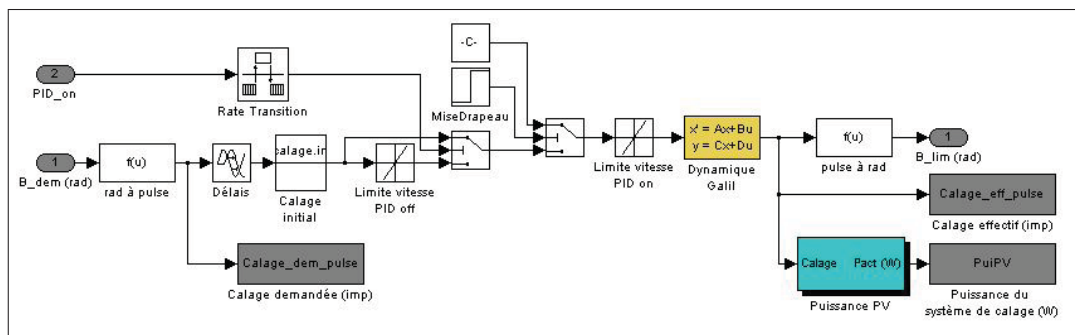 -C-
2
PID_on
Rate Transition
MiseDrapeau
1
B_dem (rad)
f(u)
rad à pulse
Délais
calage.in
Calage
initial
Limite vitesse
PID off
Limite vitesse
PID on
x' = Ax+Bu
y = Cx+Du
Dynamique
Galil
f(u)
pulse à rad
1
B_lim (rad)
Calage_eff_pulse
Calage effectif (imp)
Calage_dem_pulse
Calage demandée (imp)
Calage
Pact (W)
Puissance PV
PuiPV
Puissance du
système de calage (W)